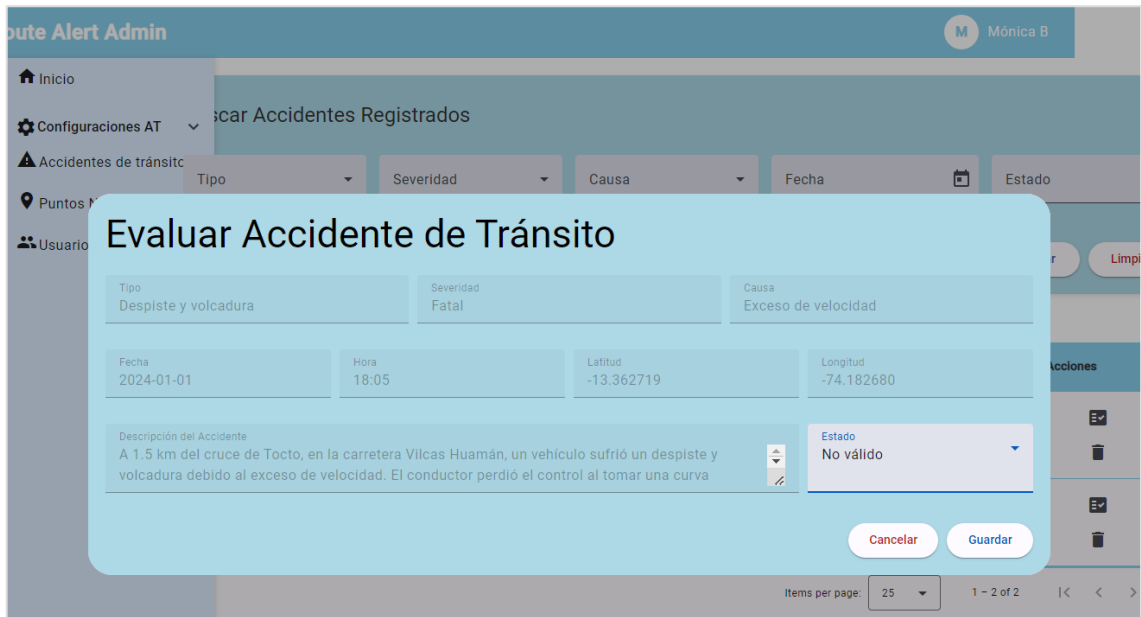 oute Alert Admin
M
Mónica B
Inicio
Configuraciones AT
Accidentes de tránsito
Puntos N
Usuario
scar Accidentes Registrados
Tipo
Severidad
Causa
Fecha
Estado
r
Limpi
Evaluar Accidente de Tránsito
Tipo
Despiste y volcadura
Severidad
Fatal
Causa
Exceso de velocidad
Fecha
2024-01-01
Hora
18:05
Latitud
-13.362719
Longitud
-74.182680
Descripción del Accidente
A 1.5 km del cruce de Tocto, en la carretera Vilcas Huamán, un vehículo sufrió un despiste y
volcadura debido al exceso de velocidad. El conductor perdió el control al tomar una curva
Estado
No válido
Cancelar
Guardar
Acciones
Items per page:
25
1 – 2 of 2